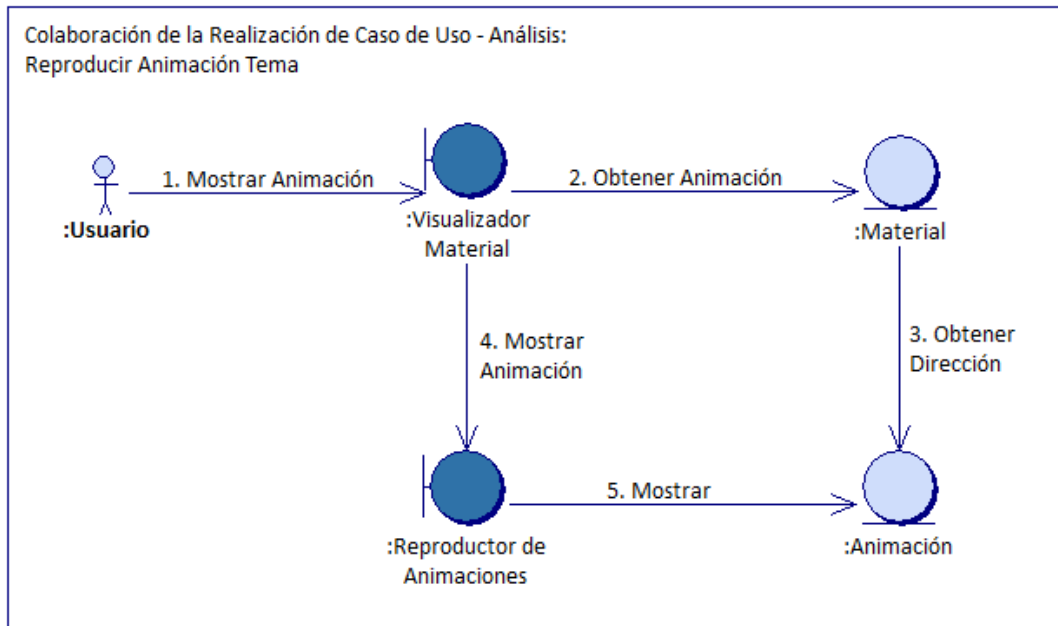 Colaboración de la Realización de Caso de Uso - Análisis:
Reproducir Animación Tema
1. Mostrar Animación
2. Obtener Animación
:Usuario
:Visualizador
Material
:Material
4. Mostrar
Animación
3. Obtener
Dirección
5. Mostrar
:Reproductor de
Animaciones
:Animación